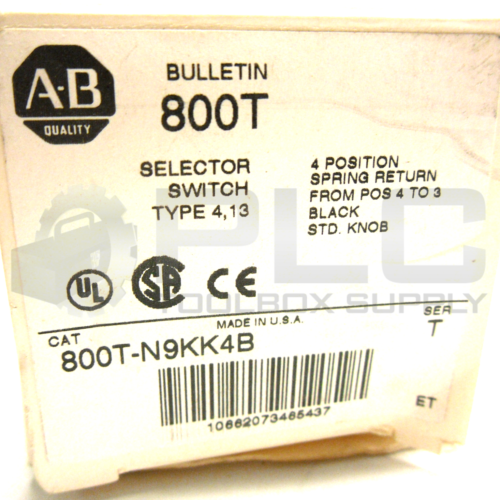 A-B
QUALITY
BULLETIN
800T
SELECTOR
SWITCH
TYPE 4,13
4 POSITION
SPRING RETURN
FROM POS 4 TO 3
BLACK
STD. KNOB
PLC
TOOLBOX SUPPLY
UL
SA CE
MADE IN U.S.A.
CAT
800T-N9KK4B
SER
T
10662073465437
ET